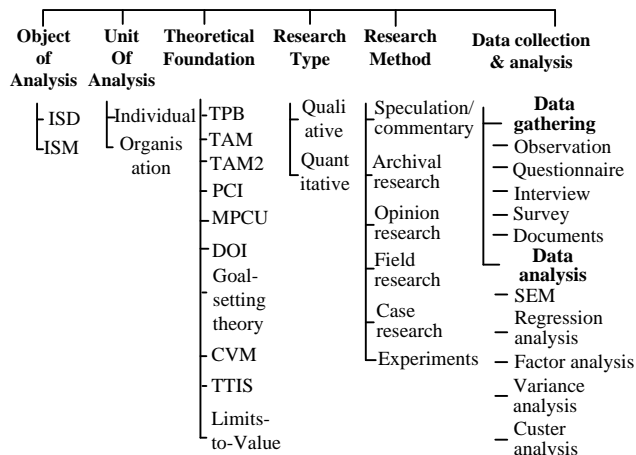 Object
of
Analysis
ISD
ISM
Unit
Of
Analysis
Individual
Organis
ation
Theoretical
Foundation
TPB
TAM
TAM2
PCI
MPCU
DOI
Goal-
setting
theory
CVM
TTIS
Limits-
to-Value
Research
Type
Quali
ative
Quant
itative
Research
Method
Speculation/
commentary
Archival
research
Opinion
research
Field
research
Case
research
Experiments
Data collection
& analysis
Data
gathering
Observation
Questionnaire
Interview
Survey
Documents
Data
analysis
SEM
Regression
analysis
Factor analysis
Variance
analysis
Custer
analysis